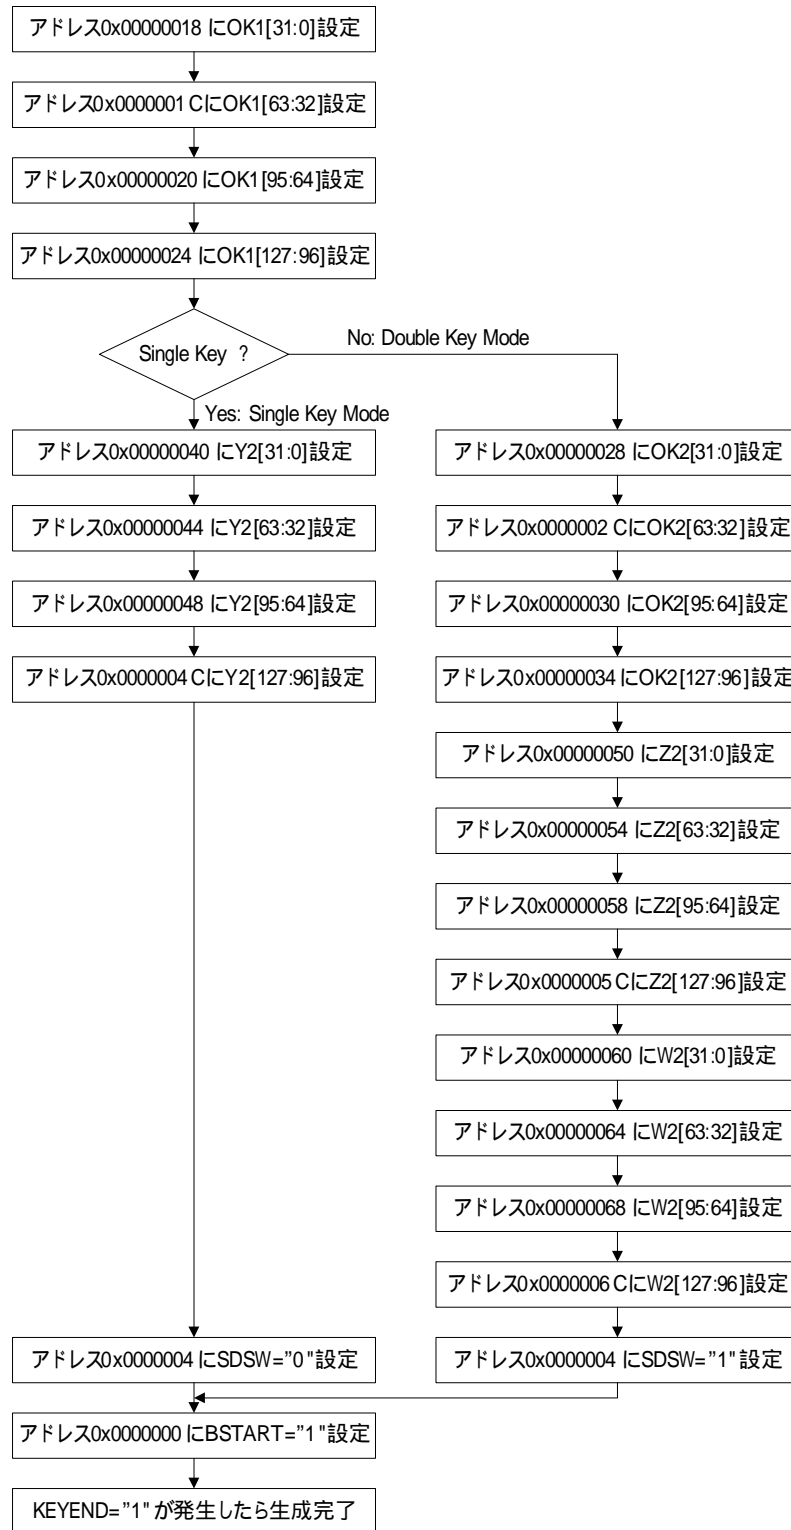 アドレス0x00000018 にOK1[31:0]設定
アドレス0x0000001CにOK1[63:32]設定
アドレス0x00000020 にOK1[95:64]設定
アドレス0x00000024 にOK1[127:96]設定
Single Key ?
No: Double Key Mode
Yes: Single Key Mode
アドレス0x00000040 にY2[31:0]設定
アドレス0x00000044 にY2[63:32]設定
アドレス0x00000048 にY2[95:64]設定
アドレス0x0000004CにY2[127:96]設定
アドレス0x0000004 にSDSW="0"設定
アドレス0x00000028 にOK2[31:0]設定
アドレス0x0000002CにOK2[63:32]設定
アドレス0x00000030 にOK2[95:64]設定
アドレス0x00000034 にOK2[127:96]設定
アドレス0x00000050 にZ2[31:0]設定
アドレス0x00000054 にZ2[63:32]設定
アドレス0x00000058 にZ2[95:64]設定
アドレス0x0000005CにZ2[127:96]設定
アドレス0x00000060 にW2[31:0]設定
アドレス0x00000064 にW2[63:32]設定
アドレス0x00000068 にW2[95:64]設定
アドレス0x0000006CにW2[127:96]設定
アドレス0x0000004 にSDSW="1"設定
アドレス0x0000000 にBSTART="1"設定
KEYEND="1"が発生したら生成完了